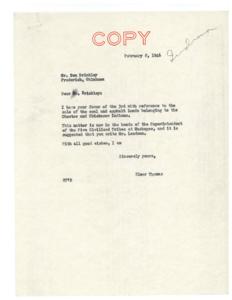 COPY
February 8, 1946
Mr. Sam Brickley
Frederick, Oklahoma
Dear Mr. Brickley:
I have your favor of the 3rd with reference to the
sale of the coal and asphalt lands belonging to the
Choctaw and Chickasaw Indians.
This matter is now in the hands of the Superintendent
of the Five Civilized Tribes at Muskogee, and it is
suggested that you write Mr. Landman.
With all good wishes, I am
Sincerely yours,
Elmer Thomas